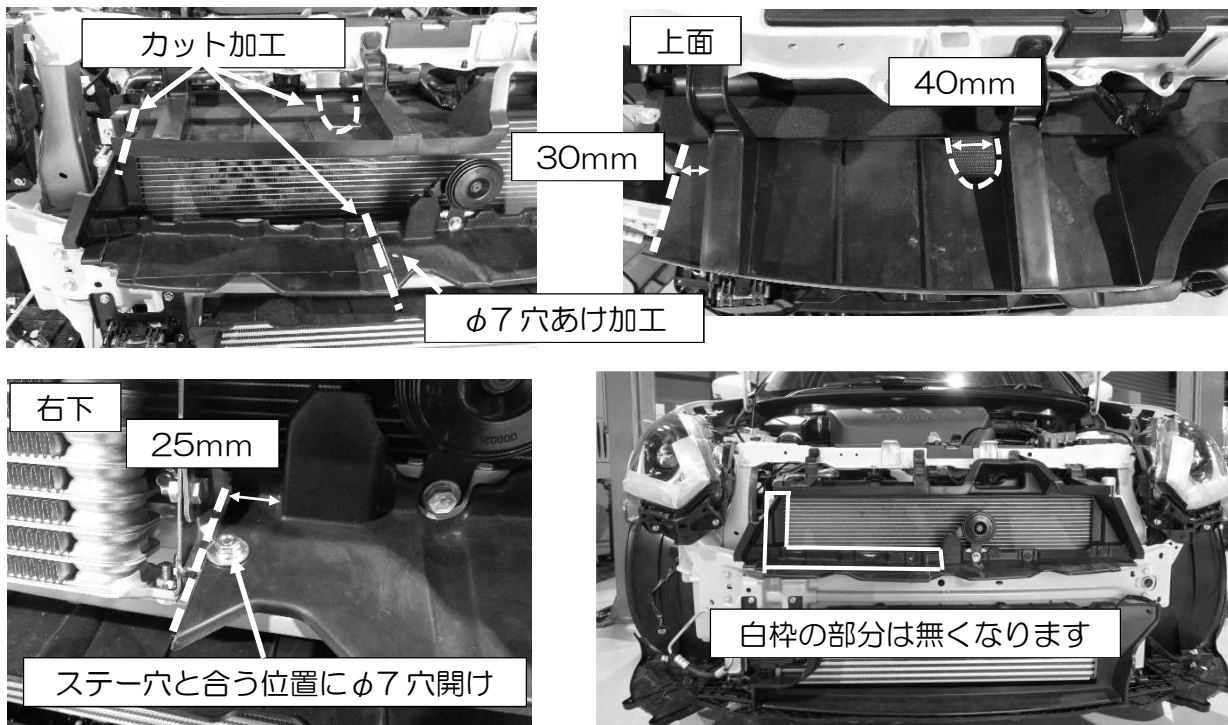 カット加工
上面
40mm
30mm
φ7穴あけ加工
右下
25mm
ステー穴と合う位置にφ7穴開け
白枠の部分は無くなります